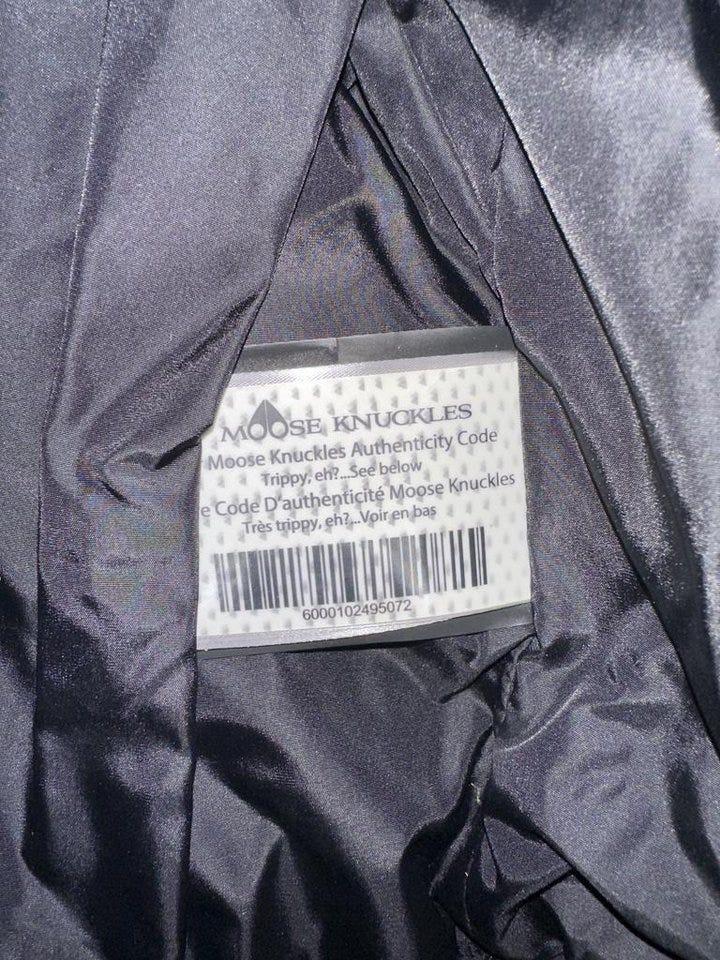 MOOSE KNUCKLES
Moose Knuckles Authenticity Code
Trippy, eh?...See below
e Code D'authenticité Moose Knuckles
Très trippy, eh?...Voir en bas
6000102495072